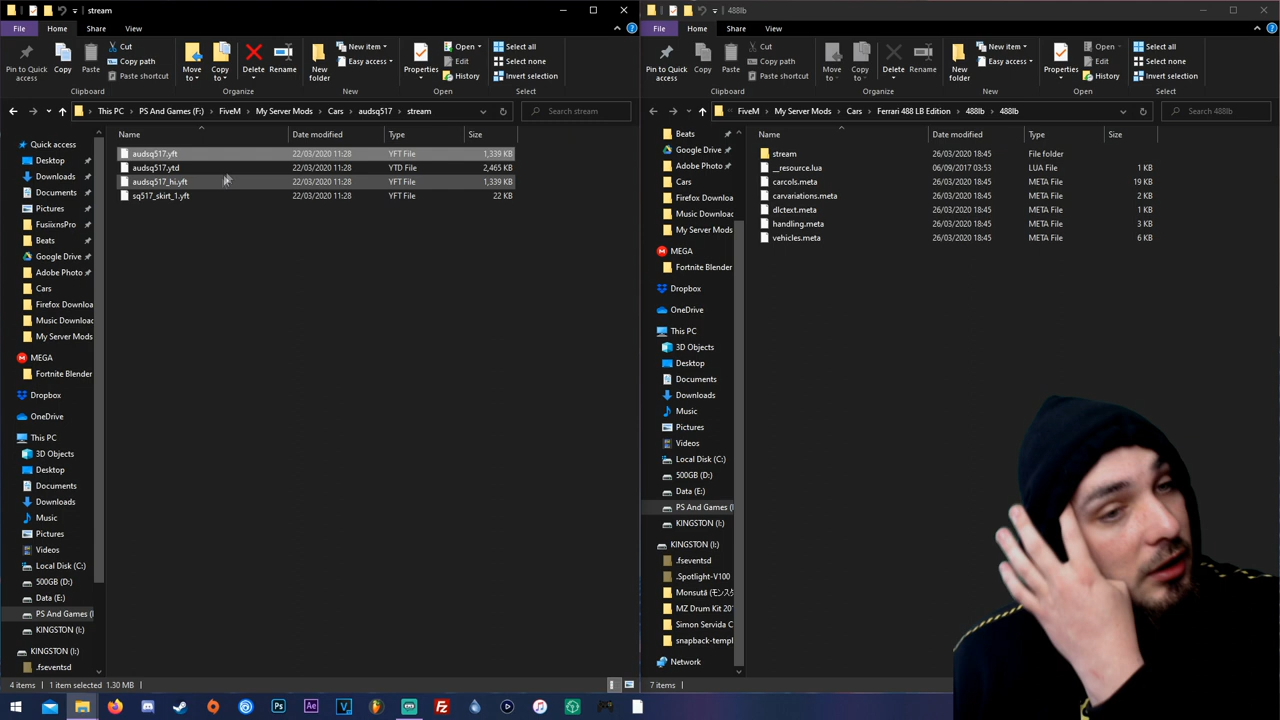 stream
File Home Share View
Pin to Quick access
Copy
Paste
Cut
Copy path
Paste shortcut
Clipboard
Move to
Copy to
Delete
Rename
Organize
New folder
New item
Easy access
New
Properties
Open
Edit
History
Open
Select all
Select none
Invert selection
Select
This PC > PS And Games (F:) > FiveM > My Server Mods > Cars > audsq517 > stream
Search stream
Name Date modified Type Size
audsq517.yft 22/03/2020 11:28 YFT File 1,339 KB
audsq517.ytd 22/03/2020 11:28 YTD File 2,465 KB
audsq517_hi.yft 22/03/2020 11:28 YFT File 1,339 KB
sq517_skirt_1.yft 22/03/2020 11:28 YFT File 22 KB
Quick access
Desktop
Downloads
Documents
Pictures
FusiixnsPro
Beats
Google Drive
Adobe Photo
Cars
Firefox Downloa
Music Download
My Server Mods
MEGA
Fortnite Blender
Dropbox
OneDrive
This PC
3D Objects
Desktop
Documents
Downloads
Music
Pictures
Videos
Local Disk (C:)
500GB (D:)
Data (E:)
PS And Games (
KINGSTON (I:)
KINGSTON (I:)
.fseventsd
4 items 1 item selected 1.30 MB
488lb
File Home Share View
Pin to Quick access
Copy
Paste
Cut
Copy path
Paste shortcut
Clipboard
Move to
Copy to
Delete
Rename
Organize
New folder
New item
Easy access
New
Properties
Open
Edit
History
Open
Select all
Select none
Invert selection
Select
FiveM > My Server Mods > Cars > Ferrari 488 LB Edition > 488lb > 488lb
Search 488lb
Name Date modified Type Size
stream 26/03/2020 18:45 File folder
__resource.lua 06/09/2017 03:53 LUA File 1 KB
carcols.meta 26/03/2020 18:45 META File 19 KB
carvariations.meta 26/03/2020 18:45 META File 2 KB
dlctext.meta 26/03/2020 18:45 META File 1 KB
handling.meta 26/03/2020 18:45 META File 3 KB
vehicles.meta 26/03/2020 18:45 META File 6 KB
Beats
Google Drive
Adobe Photo
Cars
Firefox Downloa
Music Download
My Server Mods
MEGA
Fortnite Blender
Dropbox
OneDrive
This PC
3D Objects
Desktop
Documents
Downloads
Music
Pictures
Videos
Local Disk (C:)
500GB (D:)
Data (E:)
PS And Games (
KINGSTON (I:)
KINGSTON (I:)
.fseventsd
.Spotlight-V100
Monsutā (モンスタ
MZ Drum Kit 201
Simon Servida C
snapback-templ
Network
7 items